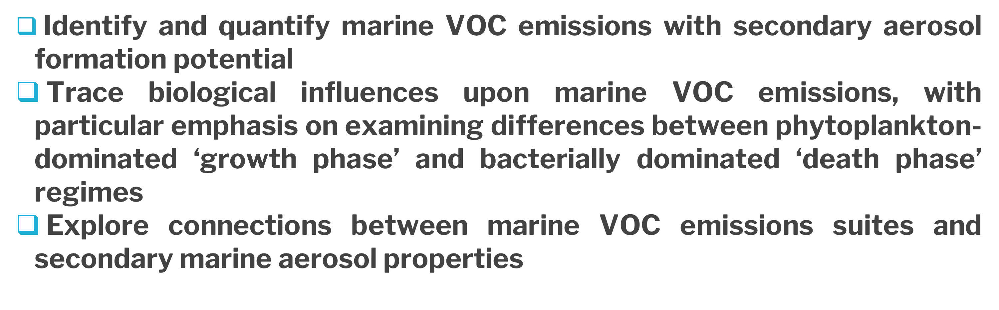 ❑ Identify and quantify marine VOC emissions with secondary aerosol
formation potential
❑ Trace biological influences upon marine VOC emissions, with
particular emphasis on examining differences between phytoplankton-
dominated ‘growth phase’ and bacterially dominated ‘death phase’
regimes
❑ Explore connections between marine VOC emissions suites and
secondary marine aerosol properties